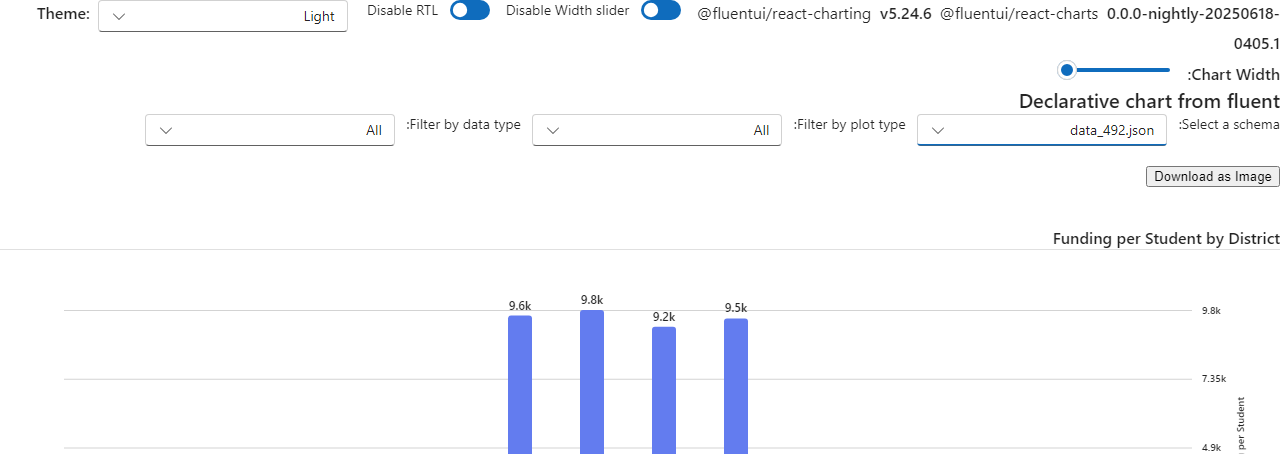 Theme: Light Disable RTL Disable Width slider @fluentui/react-charting v5.24.6 @fluentui/react-charts 0.0.0-nightly-20250618-
0405.1
:Chart Width
Declarative chart from fluent
:Select a schema data_492.json :Filter by plot type All :Filter by data type All
Download as Image
Funding per Student by District
9.6k 9.8k 9.2k 9.5k
9.8k
7.35k
4.9k
per Student